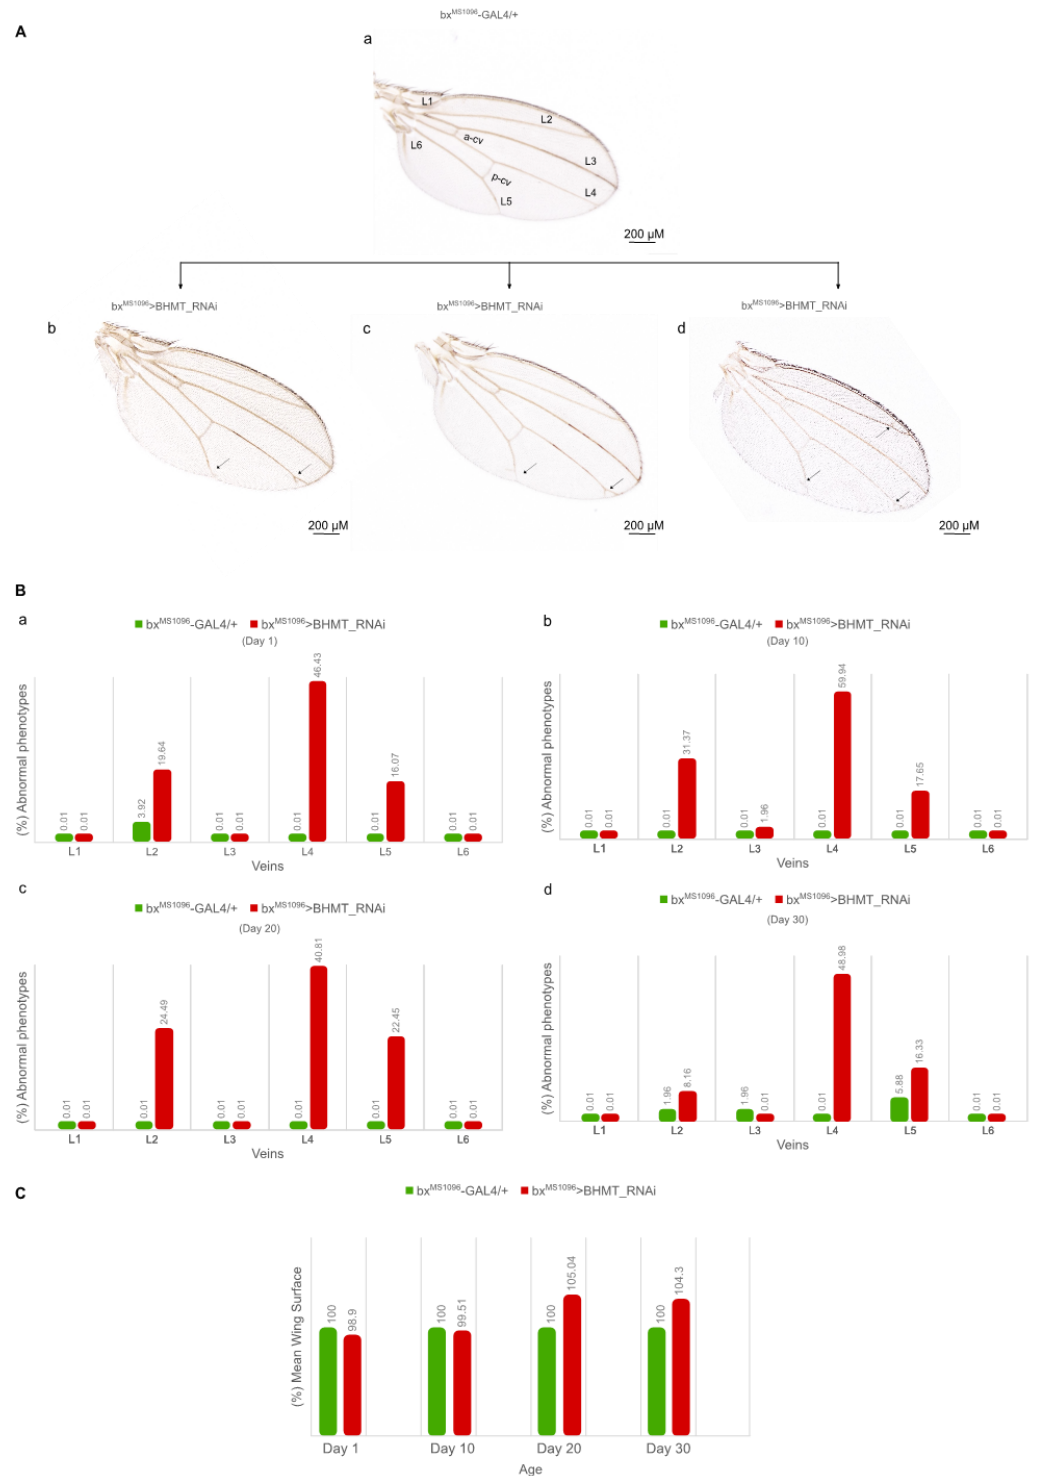 A
bxMS1096-GAL4/+
a
L1
L2
L6
a-cv
L3
p-cv
L4
L5
200 µM
bxMS1096>BHMT_RNAi
bxMS1096>BHMT_RNAi
bxMS1096>BHMT_RNAi
b
c
d
200 µM
200 µM
200 µM
B
a
bxMS1096-GAL4/+ bxMS1096>BHMT_RNAi
(Day 1)
(%) Abnormal phenotypes
0.01 0.01 3.92 19.64 0.01 0.01 0.01 46.43 0.01 16.07 0.01 0.01
L1 L2 L3 L4 L5 L6
Veins
b
bxMS1096-GAL4/+ bxMS1096>BHMT_RNAi
(Day 10)
(%) Abnormal phenotypes
0.01 0.01 0.01 31.37 0.01 1.96 0.01 59.94 0.01 17.65 0.01 0.01
L1 L2 L3 L4 L5 L6
Veins
c
bxMS1096-GAL4/+ bxMS1096>BHMT_RNAi
(Day 20)
(%) Abnormal phenotypes
0.01 0.01 0.01 24.49 0.01 0.01 0.01 40.81 0.01 22.45 0.01 0.01
L1 L2 L3 L4 L5 L6
Veins
d
bxMS1096-GAL4/+ bxMS1096>BHMT_RNAi
(Day 30)
(%) Abnormal phenotypes
0.01 0.01 1.96 8.16 1.96 0.01 0.01 48.98 5.88 16.33 0.01 0.01
L1 L2 L3 L4 L5 L6
Veins
C
bxMS1096-GAL4/+ bxMS1096>BHMT_RNAi
(%) Mean Wing Surface
100 98.9 100 99.51 100 105.04 100 104.3
Day 1 Day 10 Day 20 Day 30
Age